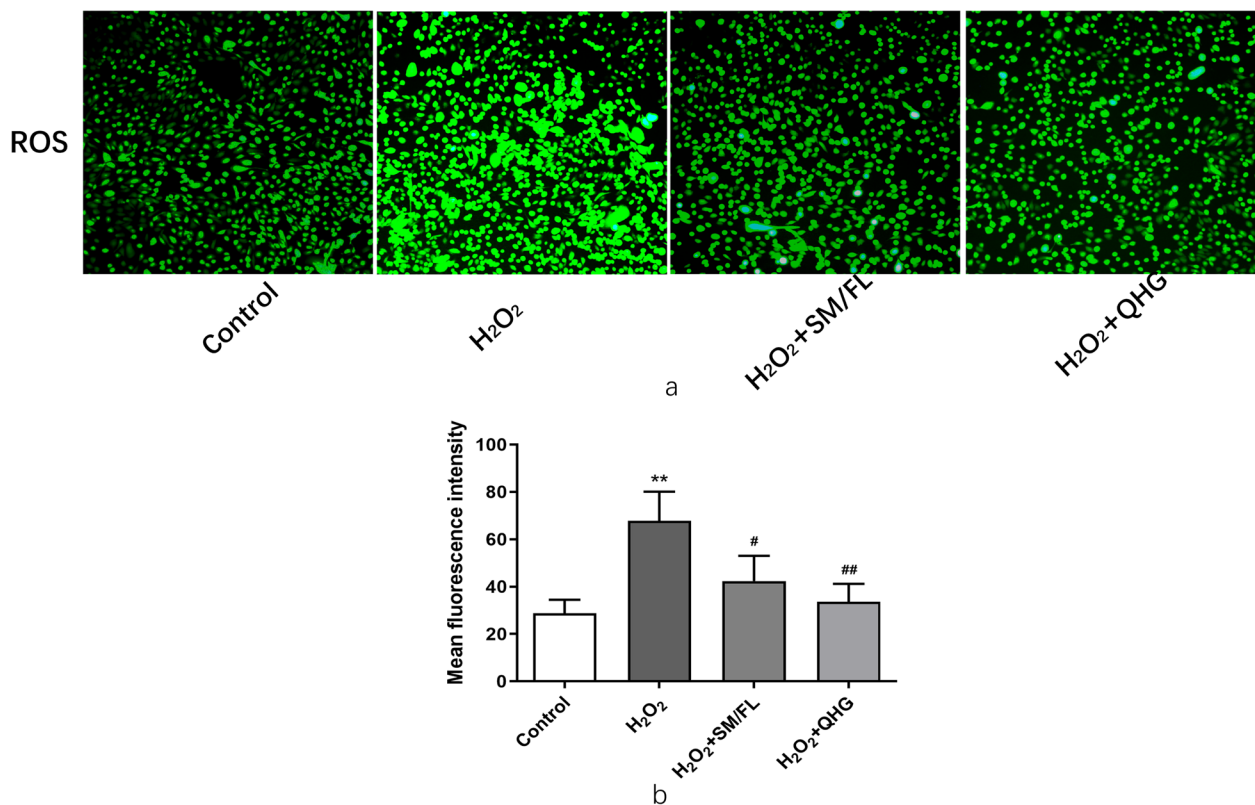 ROS
Control
H₂O₂
H₂O₂+SM/FL
H₂O₂+QHG
a
Mean fluorescence intensity
100
80
60
40
20
0
**
#
##
Control
H₂O₂
H₂O₂+SM/FL
H₂O₂+QHG
b